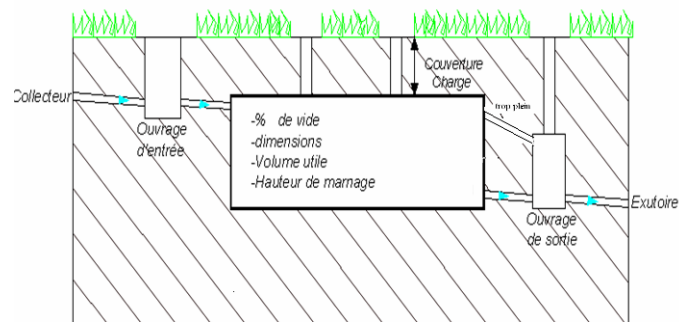 Couverture
Charge
Collecteur
trop plein
Ouvrage
d'entrée
-% de vide
-dimensions
-Volume utile
-Hauteur de marnage
Exutoire
Ouvrage
de sortie